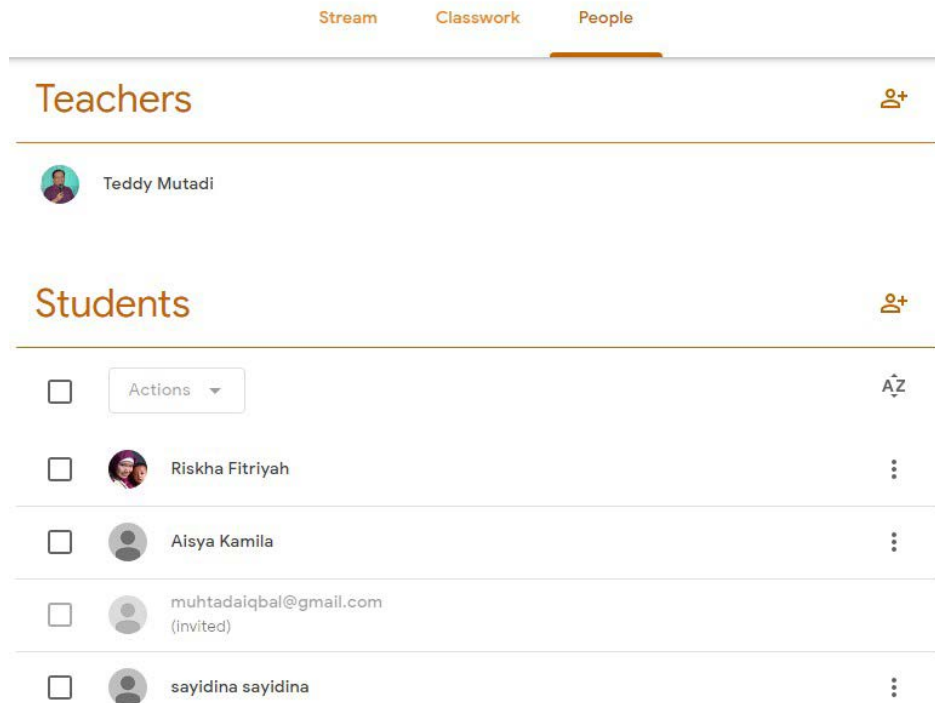 Stream Classwork People
Teachers
Teddy Mutadi
Students
Actions
AZ
Riskha Fitriyah
Aisya Kamila
muhtadaiqbal@gmail.com
(invited)
sayidina sayidina